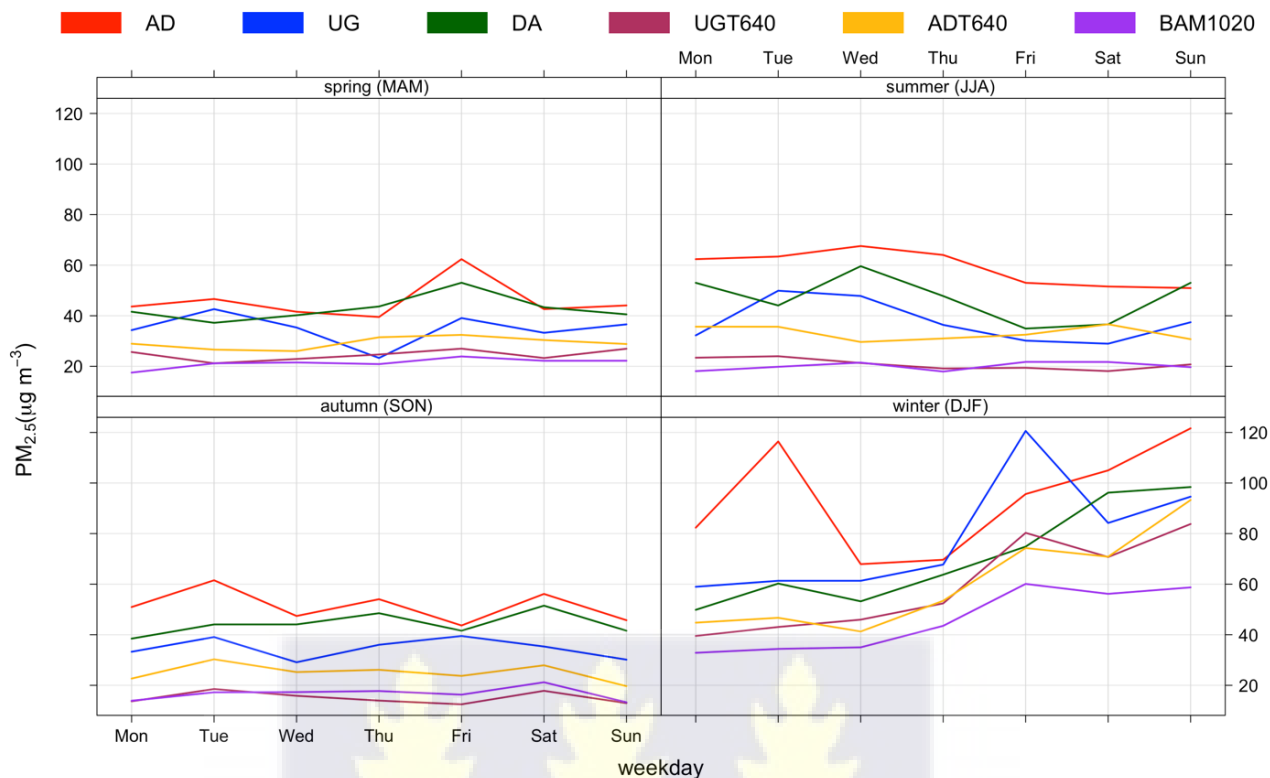 AD UG DA UGT640 ADT640 BAM1020
Mon Tue Wed Thu Fri Sat Sun
spring (MAM) summer (JJA)
120
100
80
60
40
20
PM2.5(μg m−3)
autumn (SON) winter (DJF)
120
100
80
60
40
20
Mon Tue Wed Thu Fri Sat Sun
weekday